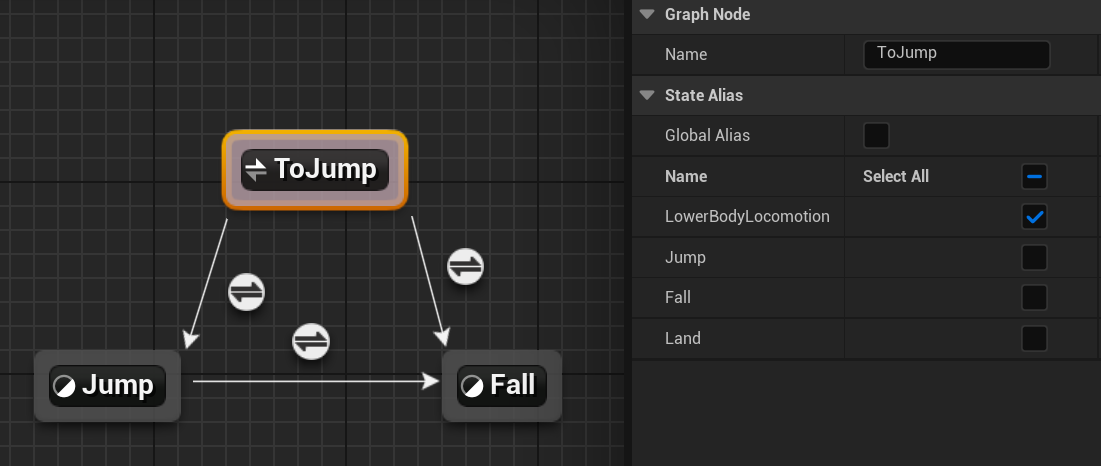 Graph Node
Name ToJump
State Alias
Global Alias
Name Select All
LowerBodyLocomotion
Jump
Fall
Land
ToJump
Jump
Fall